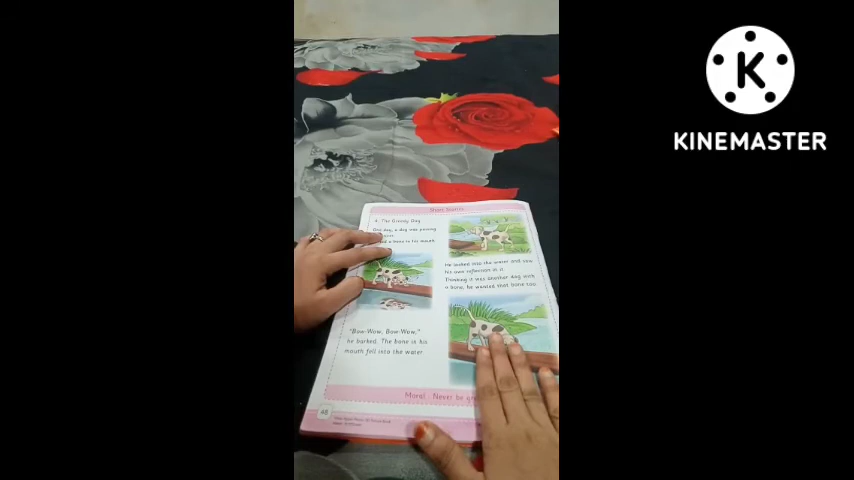 Short Stories
4. The Greedy Dog
One day, a dog was passing
a bone in his mouth.
He looked into the water and saw
his own reflection in it.
Thinking it was another dog with
a bone, he wanted that bone too.
"Bow-Wow, Bow-Wow,"
he barked. The bone in his
mouth fell into the water
Moral Never be
48
KINEMASTER